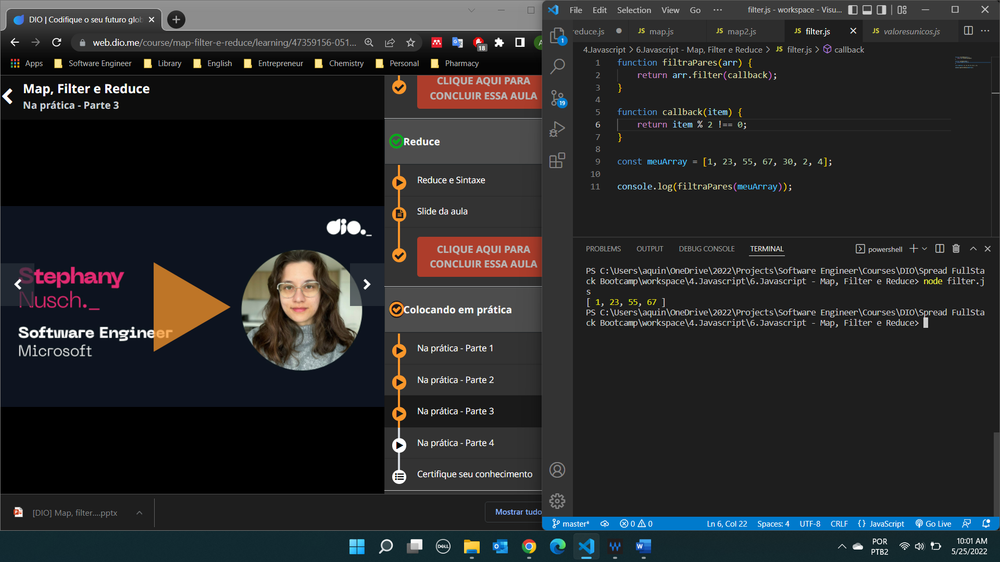 DIO | Codifique o seu futuro glob
web.dio.me/course/map-filter-e-reduce/learning/47359156-051...
18
Apps
Software Engineer
Library
English
Entrepreneur
Chemistry
Personal
Pharmacy
Map, Filter e Reduce
Na prática - Parte 3
CLIQUE AQUI PARA
CONCLUIR ESSA AULA
Reduce
Reduce e Sintaxe
Slide da aula
CLIQUE AQUI PARA
CONCLUIR ESSA AULA
Colocando em prática
Na prática - Parte 1
Na prática - Parte 2
Na prática - Parte 3
Na prática - Parte 4
Certifique seu conhecimento
dio._
Stephany
Nusch._
Software Engineer
Microsoft
[DIO] Map, filter....pptx
Mostrar tudo
File Edit Selection View Go ···
filter.js - workspace - Visu...
educe.js
JS map.js
JS map2.js
JS filter.js
JS valoresunicos.js
4.Javascript > 6.Javascript - Map, Filter e Reduce > JS filter.js > callback
1 function filtraPares(arr) {
2 return arr.filter(callback);
3 }
4
5 function callback(item) {
6 return item % 2 !== 0;
7 }
8
9 const meuArray = [1, 23, 55, 67, 30, 2, 4];
10
11 console.log(filtraPares(meuArray));
1
19
PROBLEMS OUTPUT DEBUG CONSOLE TERMINAL
powershell
PS C:\Users\aquin\OneDrive\2022\Projects\Software Engineer\Courses\DIO\Spread FullSta
ck Bootcamp\workspace\4.Javascript\6.Javascript - Map, Filter e Reduce> node filter.j
s
[ 1, 23, 55, 67 ]
PS C:\Users\aquin\OneDrive\2022\Projects\Software Engineer\Courses\DIO\Spread FullSta
ck Bootcamp\workspace\4.Javascript\6.Javascript - Map, Filter e Reduce>
master* 0 0 Ln 6, Col 22 Spaces: 4 UTF-8 CRLF {} JavaScript Go Live
DELL
POR
PTB2
10:01 AM
5/25/2022